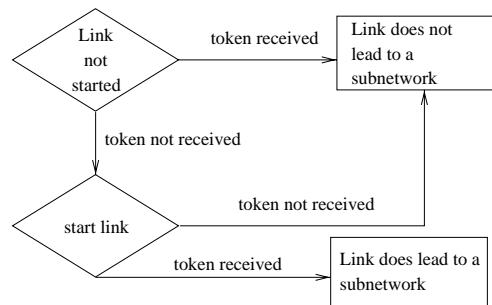 Link
not
started
token received
Link does not
lead to a
subnetwork
token not received
start link
token not received
token received
Link does lead to a
subnetwork